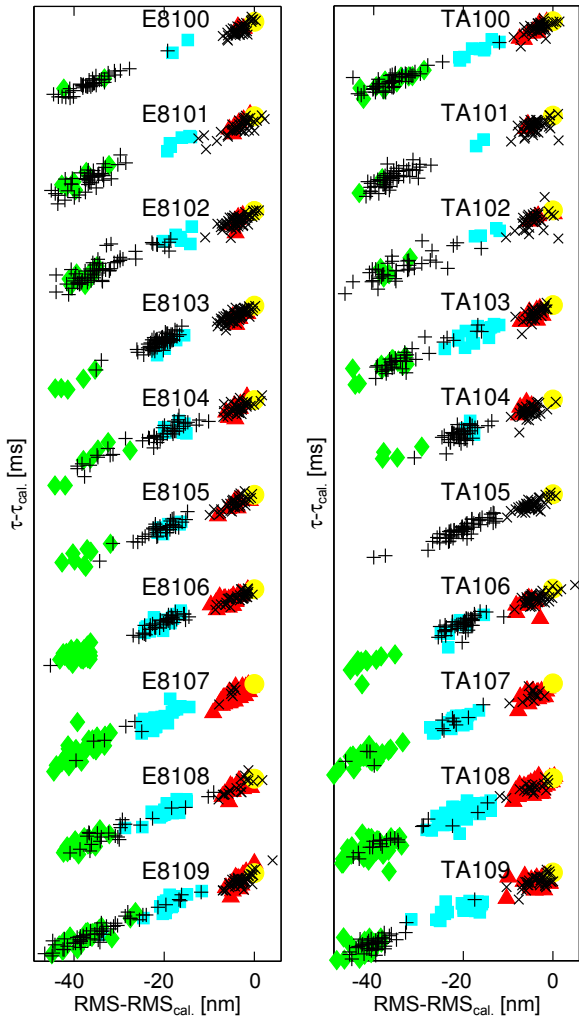 E8100
E8101
E8102
E8103
E8104
E8105
E8106
E8107
E8108
E8109
τ-τcal. [ms]
-40 -20 0
RMS-RMScal. [nm]
TA100
TA101
TA102
TA103
TA104
TA105
TA106
TA107
TA108
TA109
τ-τcal. [ms]
-40 -20 0
RMS-RMScal. [nm]